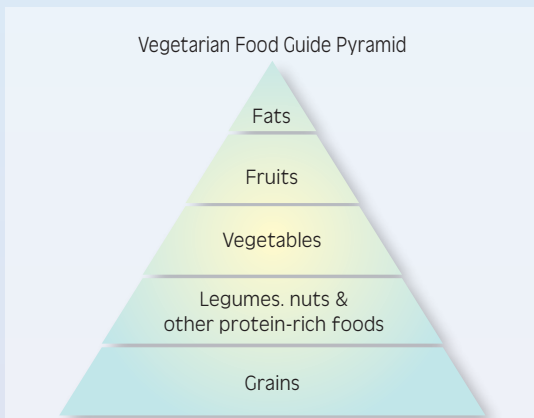 Vegetarian Food Guide Pyramid
Fats
Fruits
Vegetables
Legumes. nuts &
other protein-rich foods
Grains